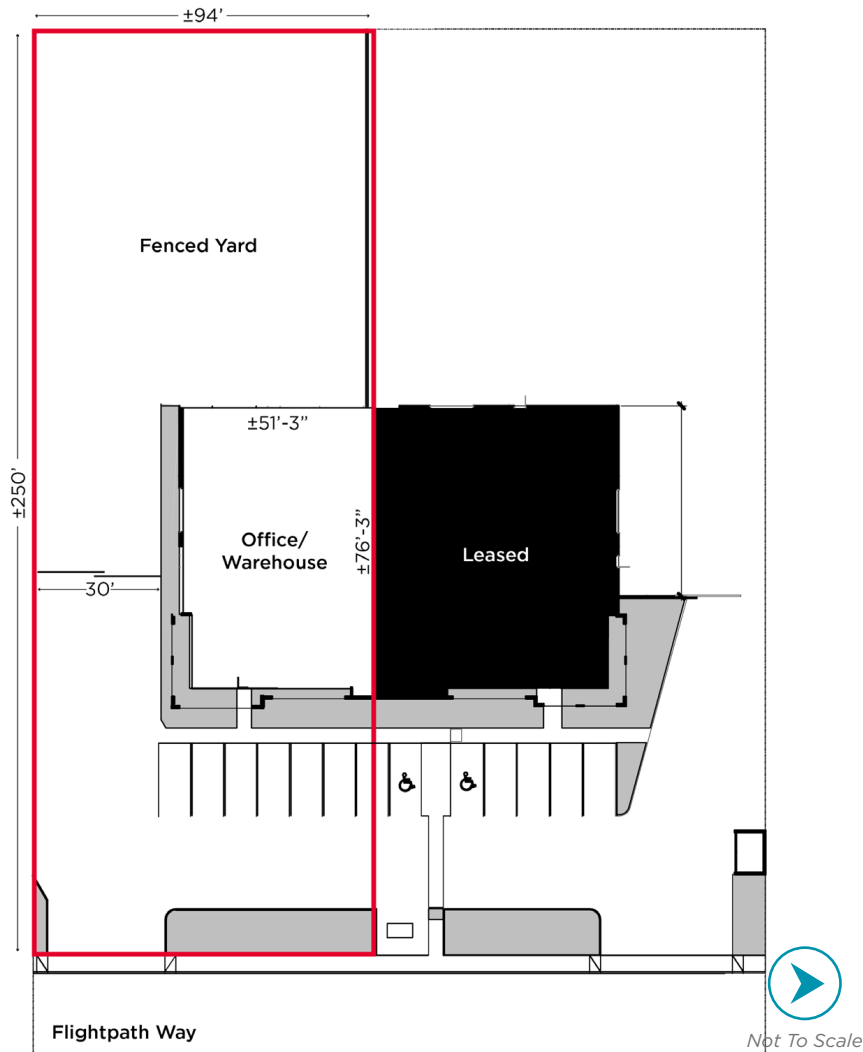 ±94’
Fenced Yard
±51’-3”
±250’
±76’-3”
Office/
Warehouse
Leased
30’
Flightpath Way
Not To Scale